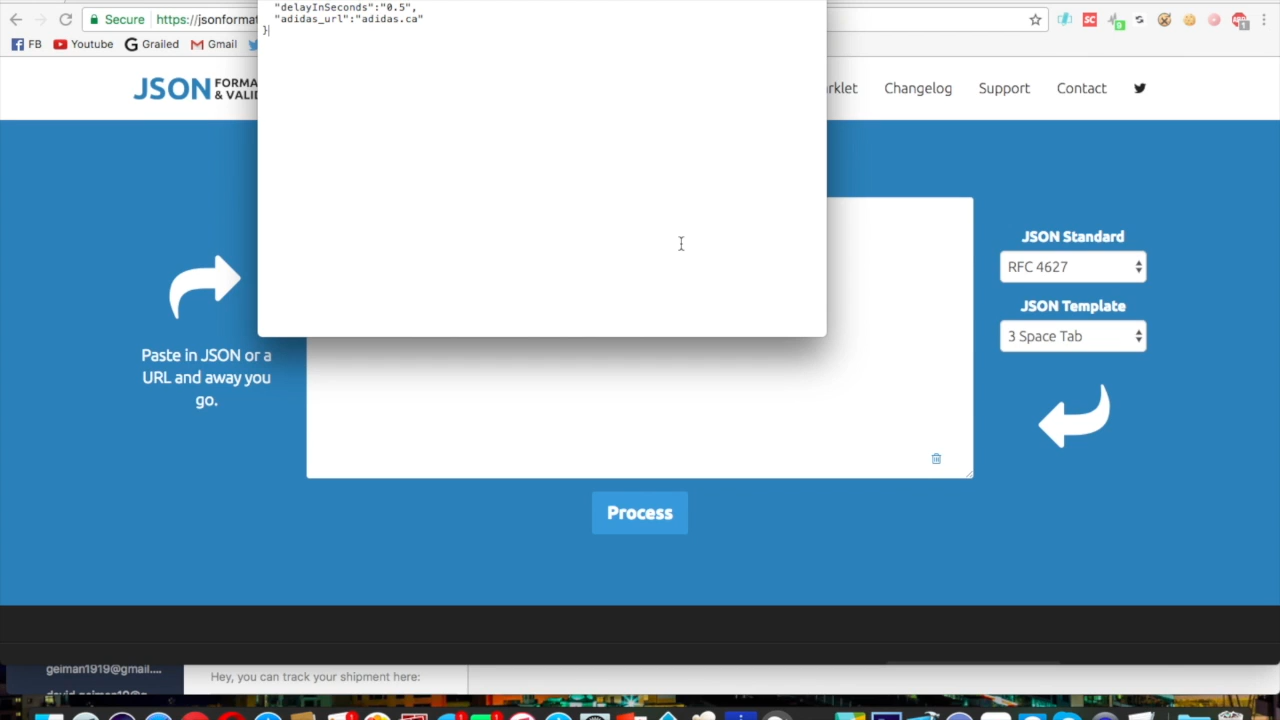 "delayInSeconds":"0.5",
"adidas_url":"adidas.ca"
}
Secure https://jsonformat
FB Youtube Grailed Gmail
JSON FORMA
& VALID
rklet Changelog Support Contact
JSON Standard
RFC 4627
JSON Template
3 Space Tab
Paste in JSON or a
URL and away you
go.
Process
geiman1919@gmail....
Hey, you can track your shipment here: